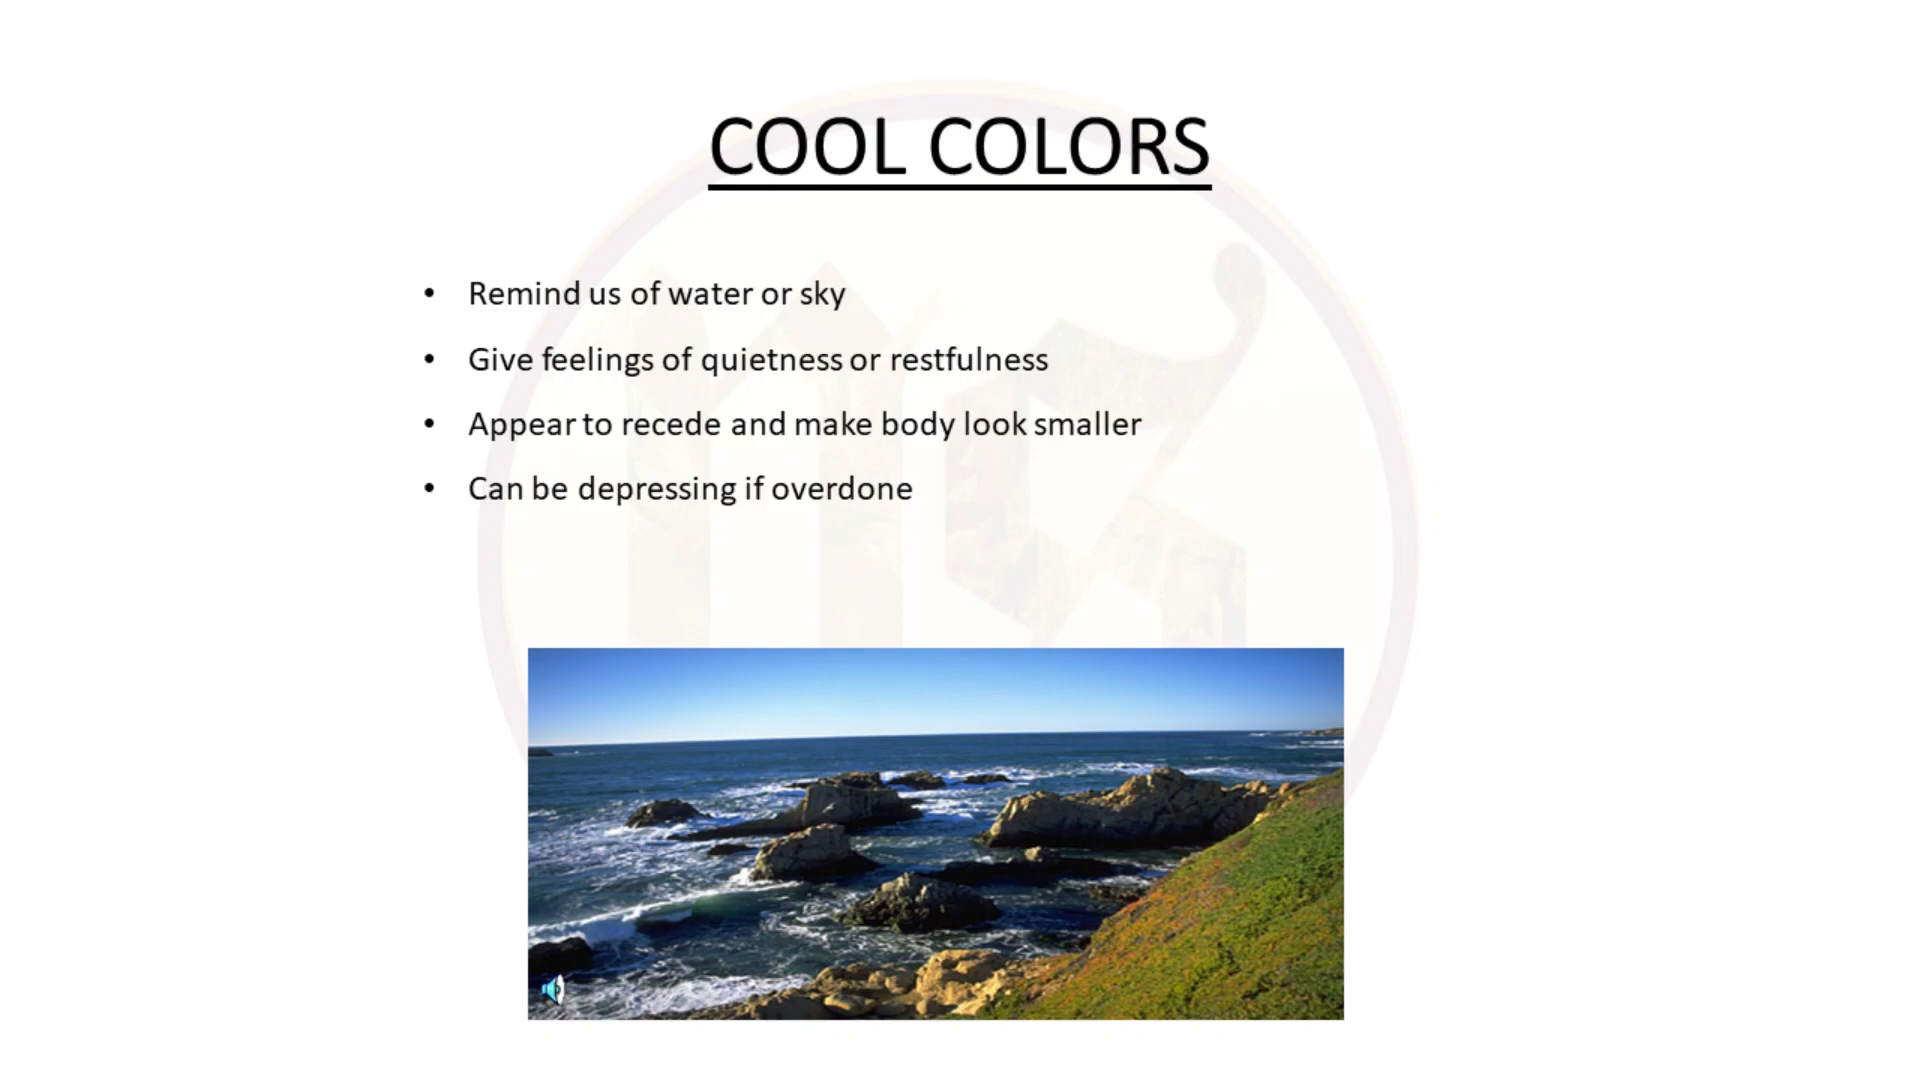 COOL COLORS
• Remind us of water or sky
• Give feelings of quietness or restfulness
• Appear to recede and make body look smaller
• Can be depressing if overdone